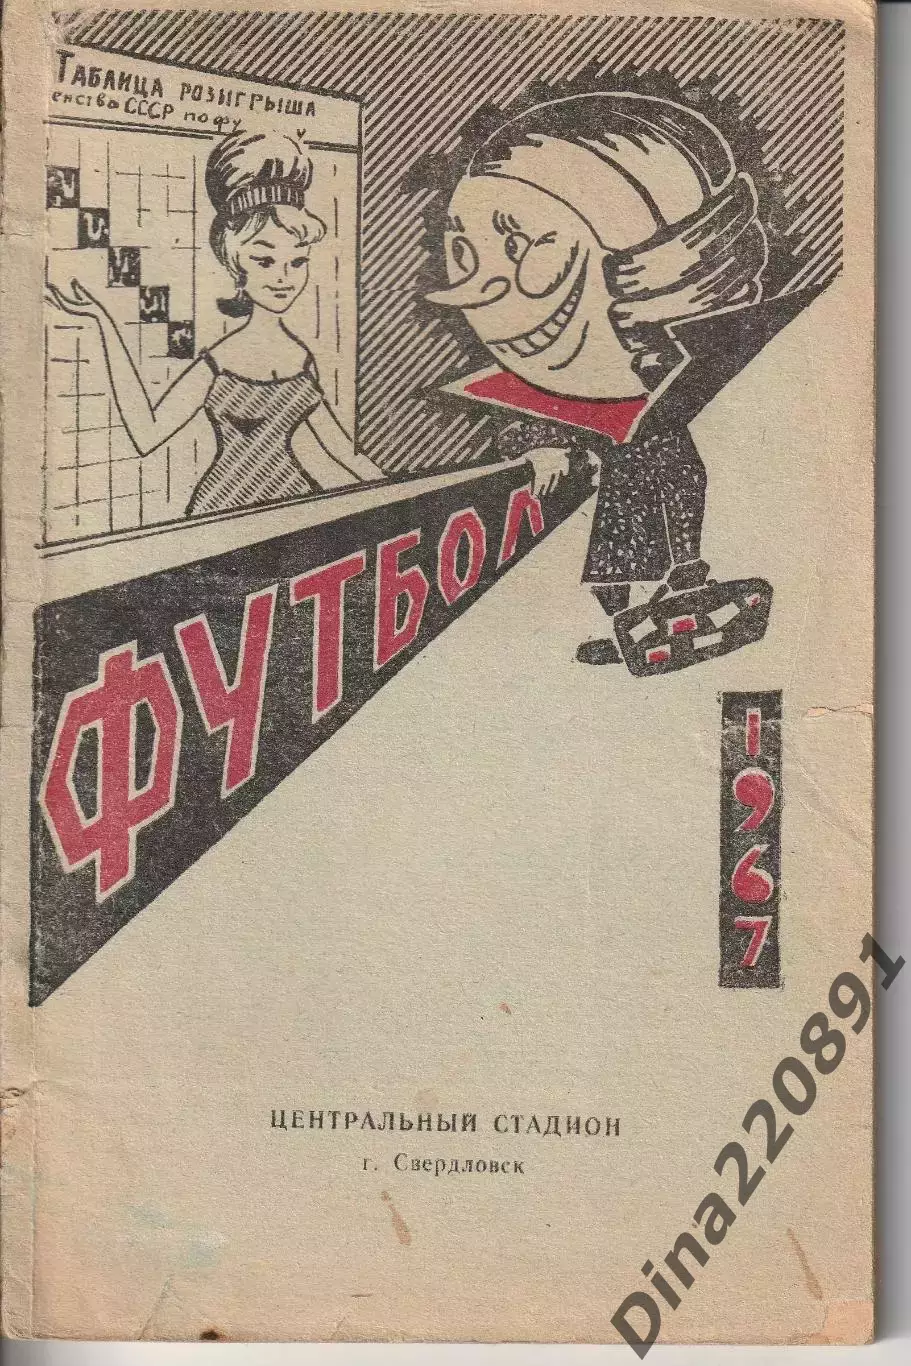 ТАБЛИЦА РОЗЫГРЫША
енства СССР по фу
ФУТБОЛ
1967
ЦЕНТРАЛЬНЫЙ СТАДИОН
г. Свердловск
Dina220891